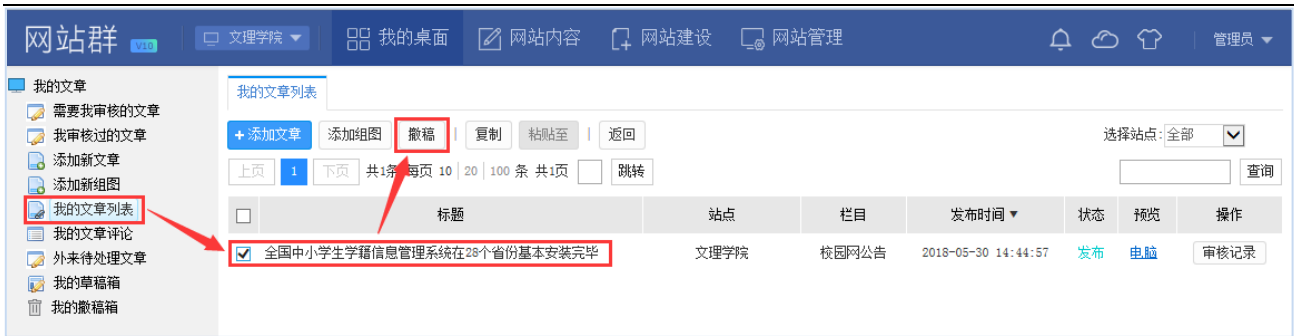 网站群 V10 文理学院 我的桌面 网站内容 网站建设 网站管理 管理员
我的文章
需要我审核的文章
我审核过的文章
添加新文章
添加新组图
我的文章列表
我的文章评论
外来待处理文章
我的草稿箱
我的撤稿箱
我的文章列表
+添加文章 添加组图 撤稿 复制 粘贴至 返回 选择站点:全部
上页 1 下页 共1条 每页 10 20 100 条 共1页 跳转 查询
标题 站点 栏目 发布时间▼ 状态 预览 操作
全国中小学生学籍信息管理系统在28个省份基本安装完毕 文理学院 校园网公告 2018-05-30 14:44:57 发布 电脑 审核记录